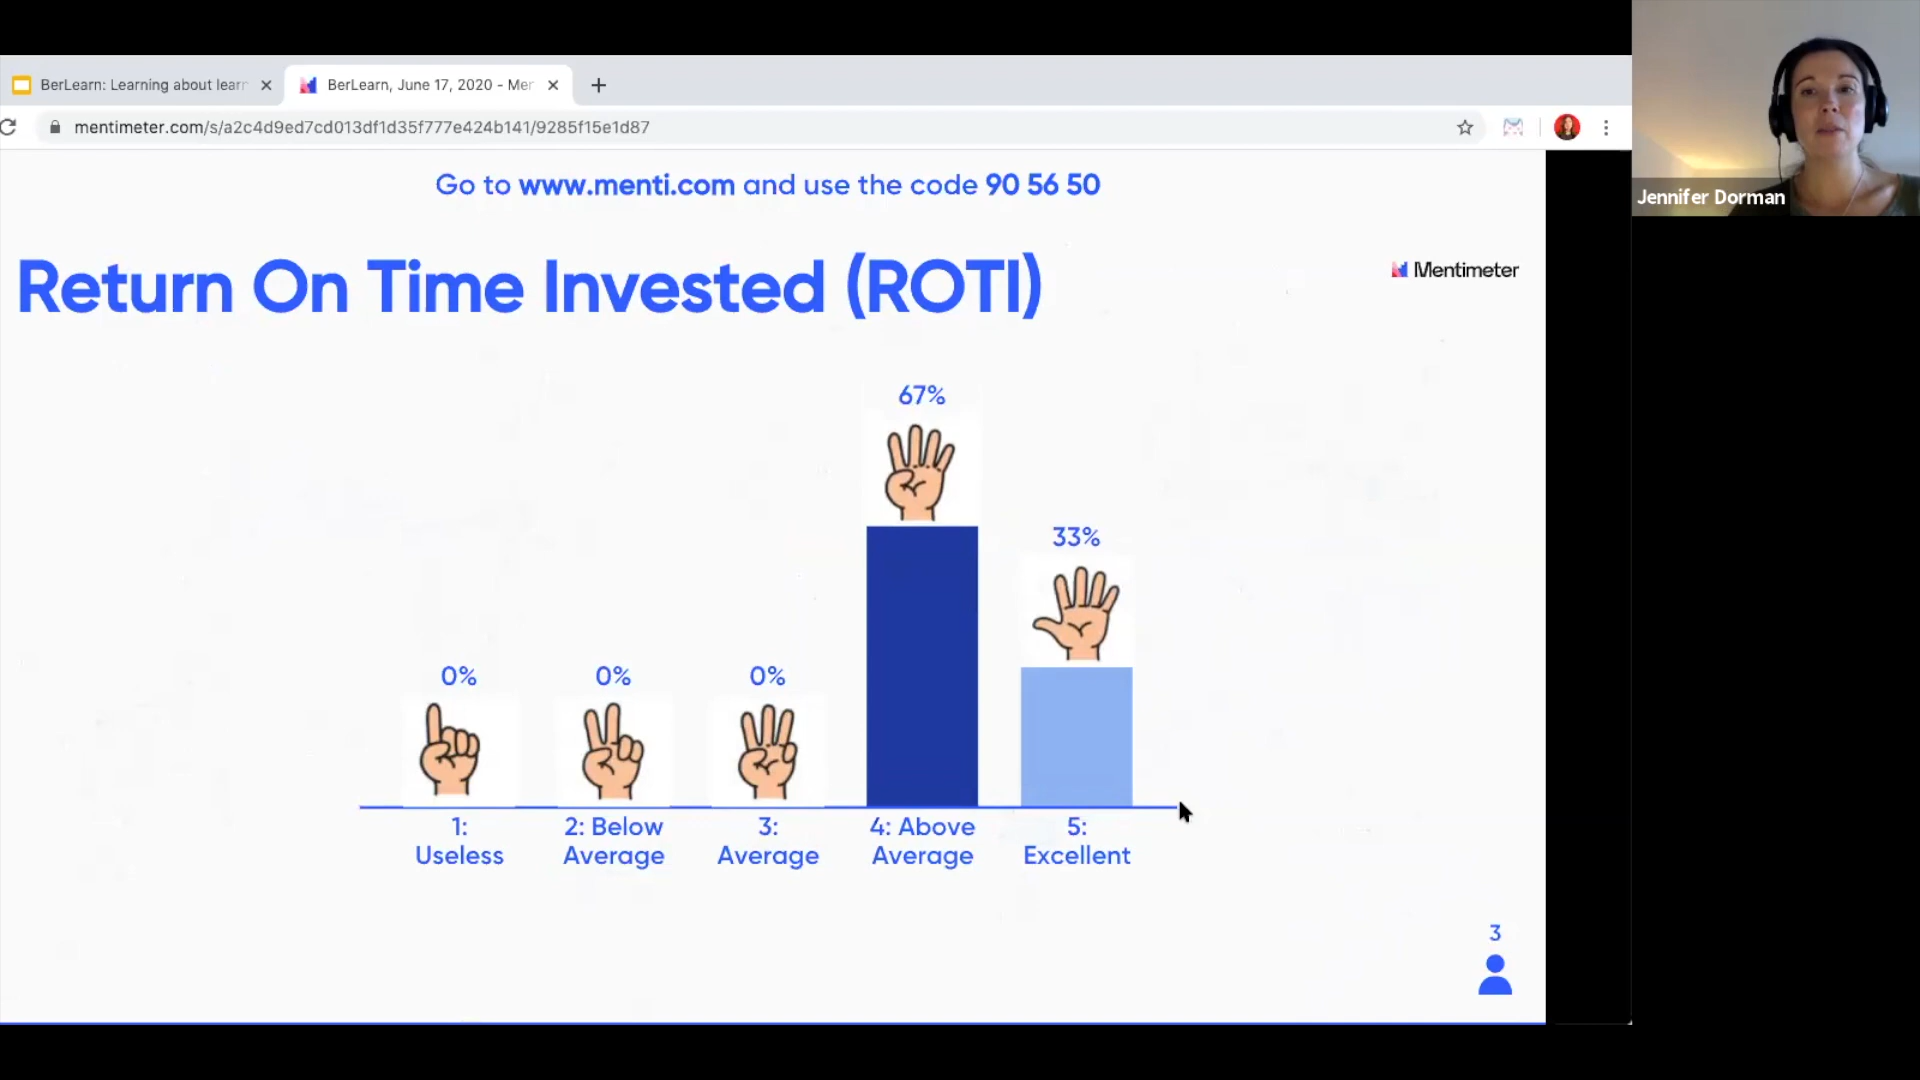 BerLearn: Learning about learn
BerLearn, June 17, 2020 - Men
mentimeter.com/s/a2c4d9ed7cd013df1d35f777e424b141/9285f15e1d87
Jennifer Dorman
Go to www.menti.com and use the code 90 56 50
Return On Time Invested (ROTI)
Mentimeter
67%
33%
0%
0%
0%
1:
Useless
2: Below
Average
3:
Average
4: Above
Average
5:
Excellent
3